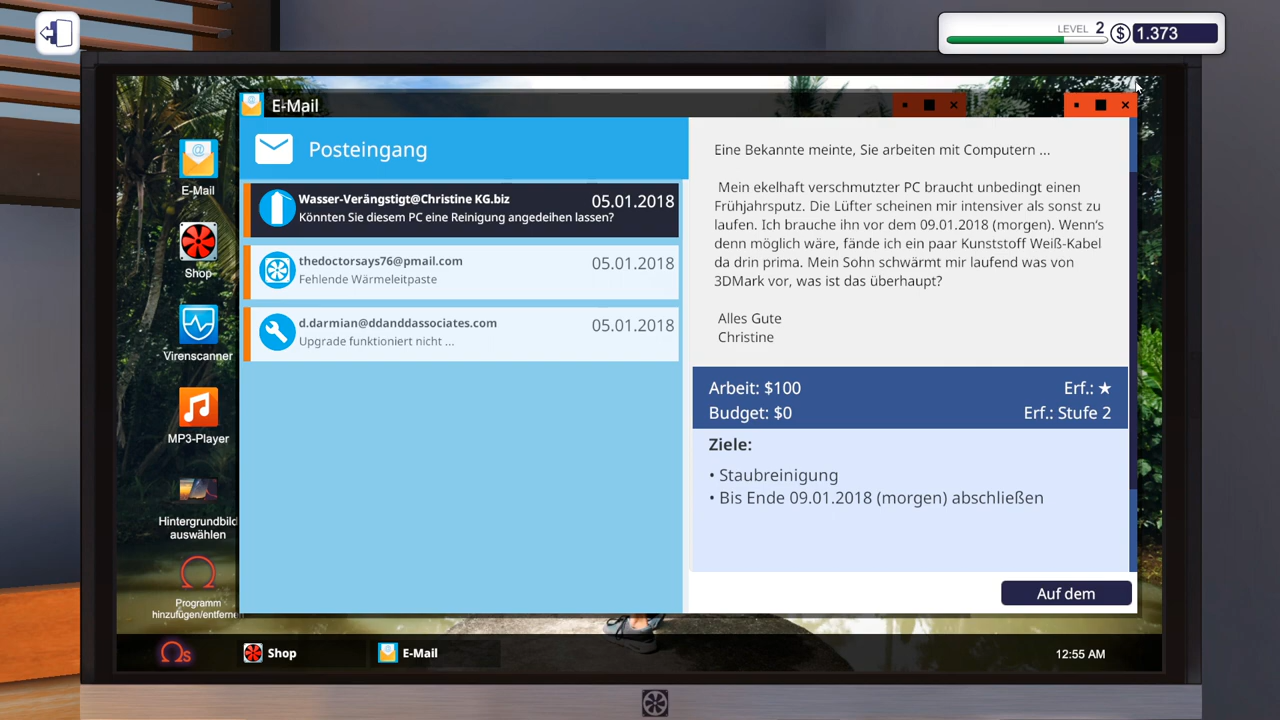 LEVEL 2
$ 1.373
E-Mail
Posteingang
Wasser-Verängstigt@Christine KG.biz
05.01.2018
Könnten Sie diesem PC eine Reinigung angedeihen lassen?
thedoctorsays76@pmail.com
05.01.2018
Fehlende Wärmeleitpaste
d.darmian@ddanddassociates.com
05.01.2018
Upgrade funktioniert nicht ...
Eine Bekannte meinte, Sie arbeiten mit Computern ...
Mein ekelhaft verschmutzter PC braucht unbedingt einen
Frühjahrsputz. Die Lüfter scheinen mir intensiver als sonst zu
laufen. Ich brauche ihn vor dem 09.01.2018 (morgen). Wenn's
denn möglich wäre, fände ich ein paar Kunststoff Weiß-Kabel
da drin prima. Mein Sohn schwärmt mir laufend was von
3DMark vor, was ist das überhaupt?
Alles Gute
Christine
Arbeit: $100
Erf.: ★
Budget: $0
Erf.: Stufe 2
Ziele:
• Staubreinigung
• Bis Ende 09.01.2018 (morgen) abschließen
Auf dem
E-Mail
Shop
Virenscanner
MP3-Player
Hintergrundbild
auswählen
Programm
hinzufügen/entferne
Ωs
Shop
E-Mail
12:55 AM